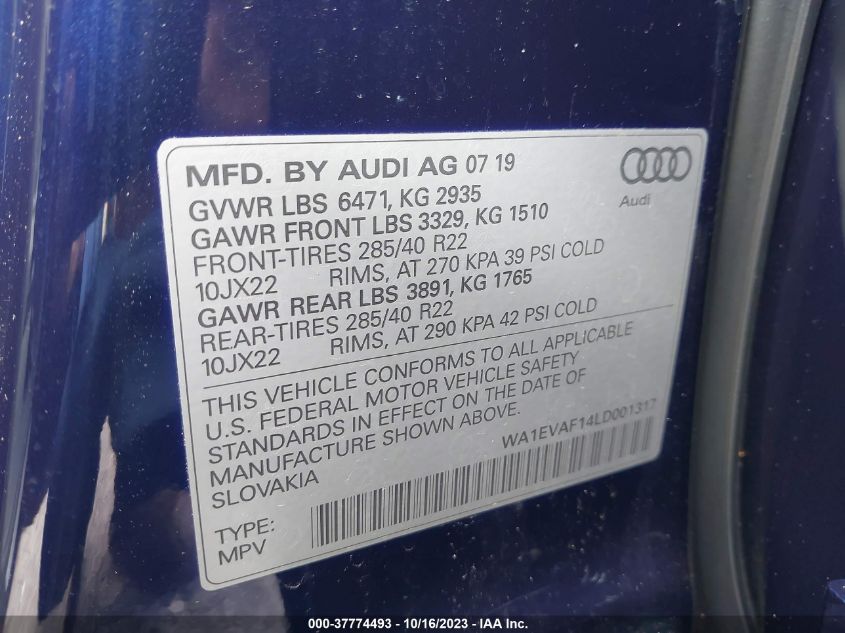 MFD. BY AUDI AG 07 19
GVWR LBS 6471, KG 2935
GAWR FRONT LBS 3329, KG 1510
FRONT-TIRES 285/40 R22
10JX22 RIMS, AT 270 KPA 39 PSI COLD
GAWR REAR LBS 3891, KG 1765
REAR-TIRES 285/40 R22
10JX22 RIMS, AT 290 KPA 42 PSI COLD
Audi
THIS VEHICLE CONFORMS TO ALL APPLICABLE
U.S. FEDERAL MOTOR VEHICLE SAFETY
STANDARDS IN EFFECT ON THE DATE OF
MANUFACTURE SHOWN ABOVE.
SLOVAKIA
WA1EVAF14LD001317
TYPE:
MPV
000-37774493 - 10/16/2023 - © IAA Inc.